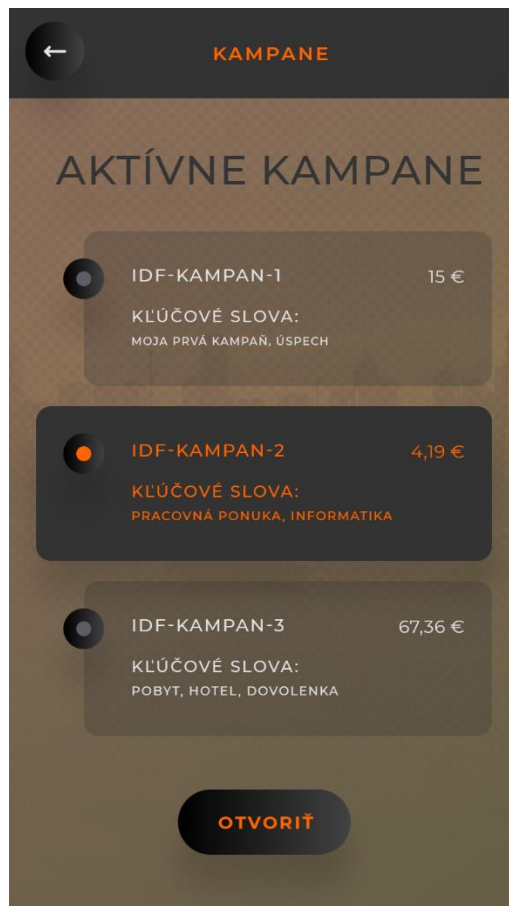 KAMPANE
AKTÍVNE KAMPANE
IDF-KAMPAN-1 15 €
KĽÚČOVÉ SLOVA:
MOJA PRVÁ KAMPAŇ, ÚSPECH
IDF-KAMPAN-2 4,19 €
KĽÚČOVÉ SLOVA:
PRACOVNÁ PONUKA, INFORMATIKA
IDF-KAMPAN-3 67,36 €
KĽÚČOVÉ SLOVA:
POBYT, HOTEL, DOVOLENKA
OTVORIŤ